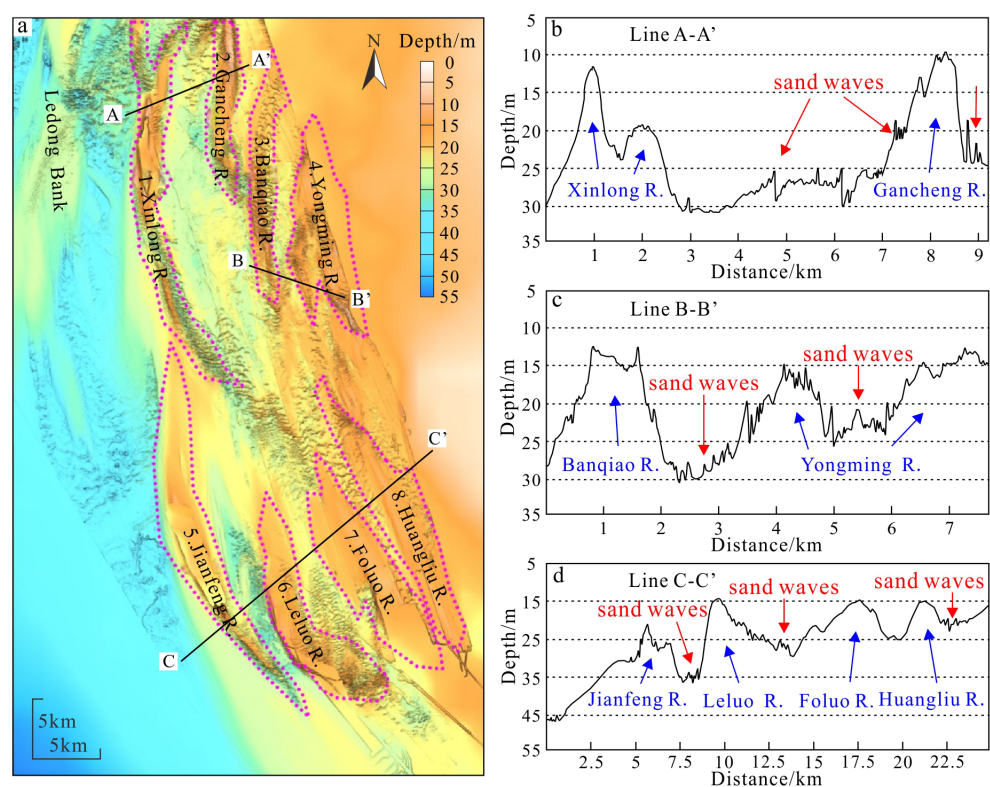 a
N
Depth/m
0
5
10
15
20
25
30
35
40
45
50
55
A
A'
B
B'
C
C'
Ledong Bank
1.Xinlong R.
2.Gancheng R.
3.Banqiao R.
4.Yongming R.
5.Jianfeng R.
6.Leluo R.
7.Foluo R.
8.Huangliu R.
5km
5km
b
Line A-A'
Depth/m
5
10
15
20
25
30
35
sand waves
Xinlong R.
Gancheng R.
1 2 3 4 5 6 7 8 9
Distance/km
c
Line B-B'
Depth/m
5
10
15
20
25
30
35
sand waves
sand waves
Banqiao R.
Yongming R.
1 2 3 4 5 6 7
Distance/km
d
Line C-C'
Depth/m
5
15
25
35
45
55
sand waves
sand waves
sand waves
Jianfeng R.
Leluo R.
Foluo R.
Huangliu R.
2.5 5 7.5 10 12.5 15 17.5 20 22.5
Distance/km